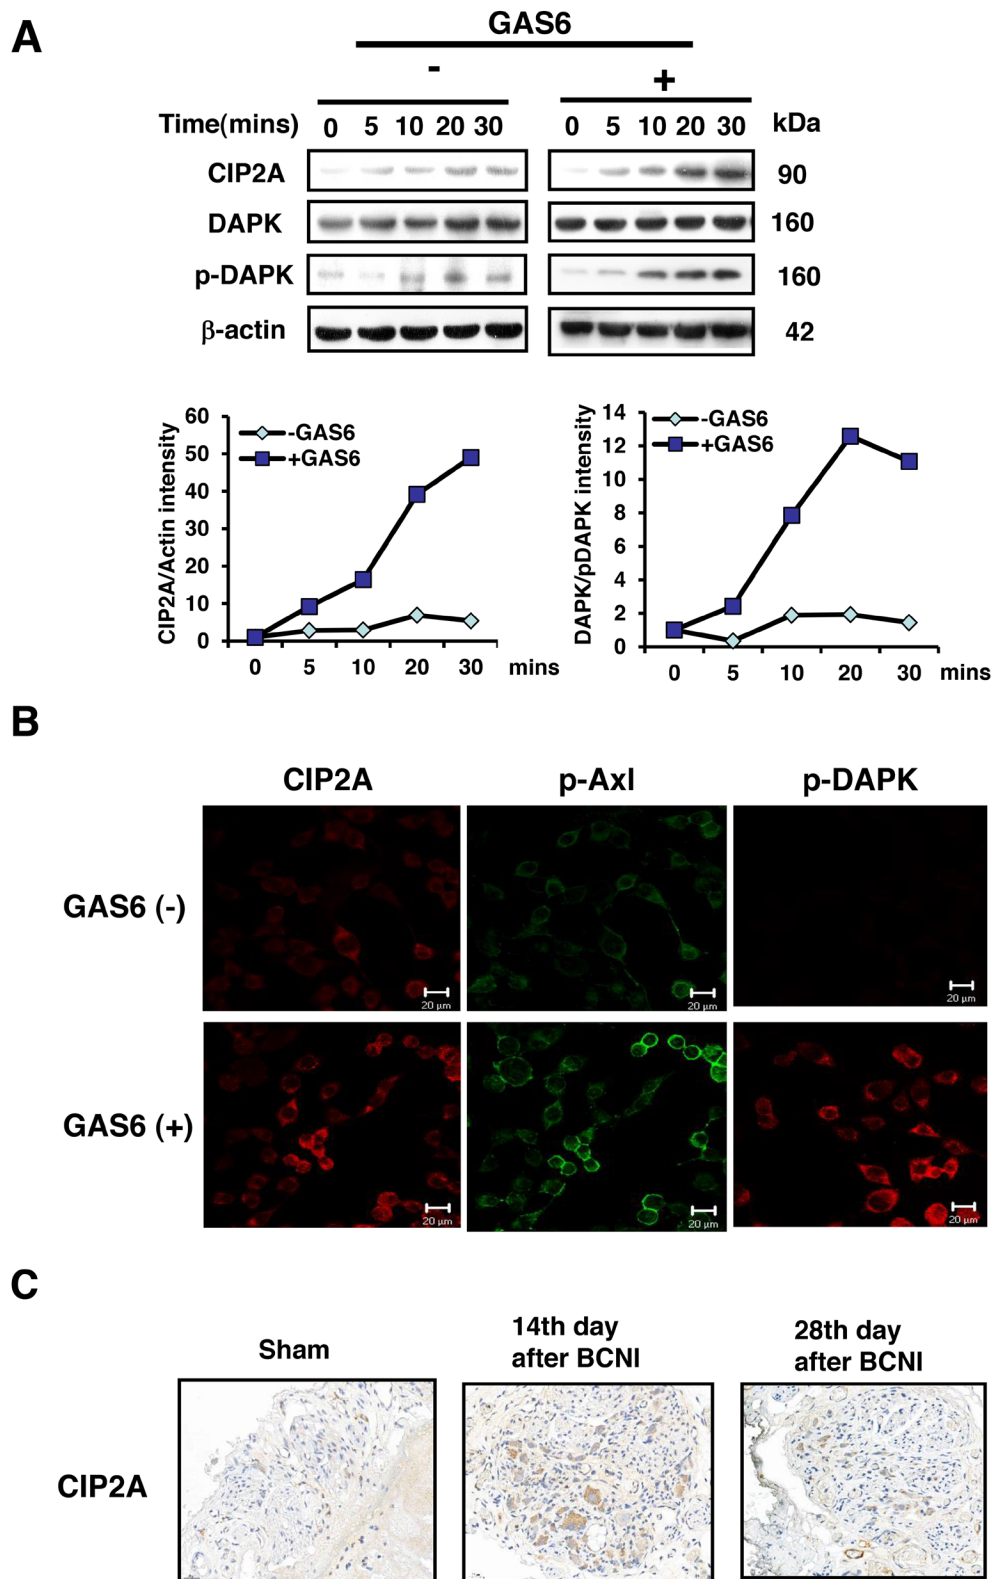 A
GAS6
- +
Time(mins) 0 5 10 20 30 0 5 10 20 30 kDa
CIP2A 90
DAPK 160
p-DAPK 160
β-actin 42
CIP2A/Actin intensity
60
50
40
30
20
10
0
-GAS6
+GAS6
0 5 10 20 30 mins
DAPK/pDAPK intensity
14
12
10
8
6
4
2
0
-GAS6
+GAS6
0 5 10 20 30 mins
B
CIP2A p-Axl p-DAPK
GAS6 (-)
20 µm 20 µm 20 µm
GAS6 (+)
20 µm 20 µm 20 µm
C
Sham
14th day
after BCNI
28th day
after BCNI
CIP2A